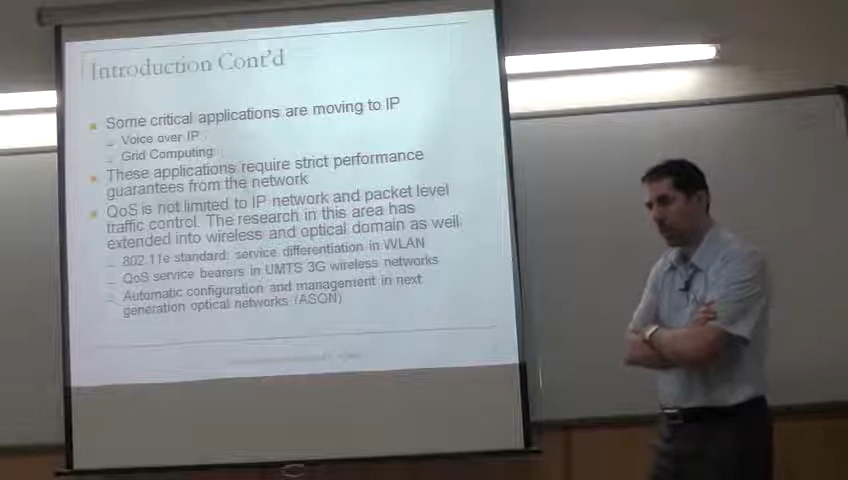 Introduction Cont'd
Some critical applications are moving to IP
Voice over IP
Grid Computing
These applications require strict performance
guarantees from the network
QoS is not limited to IP network and packet level
traffic control. The research in this area has
extended into wireless and optical domain as well
802.11e standard: service differentiation in WLAN
QoS service bearers in UMTS 3G wireless networks
Automatic configuration and management in next
generation optical networks (ASON)